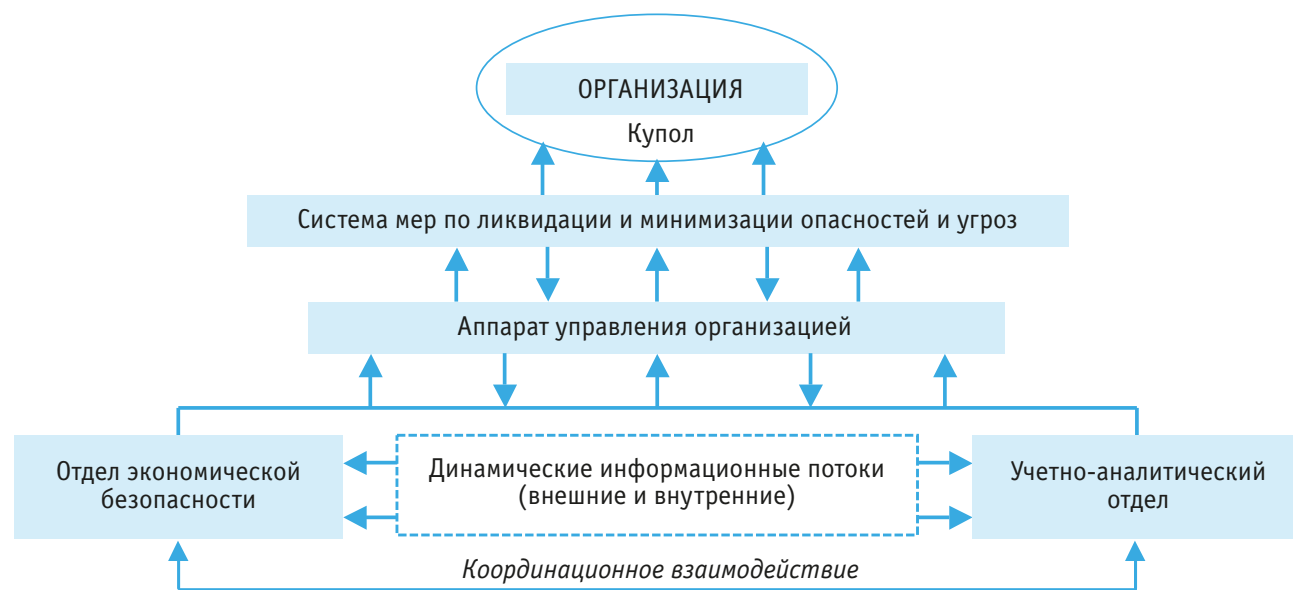 ОРГАНИЗАЦИЯ
Купол
Система мер по ликвидации и минимизации опасностей и угроз
Аппарат управления организацией
Отдел экономической
безопасности
Динамические информационные потоки
(внешние и внутренние)
Учетно-аналитический
отдел
Координационное взаимодействие